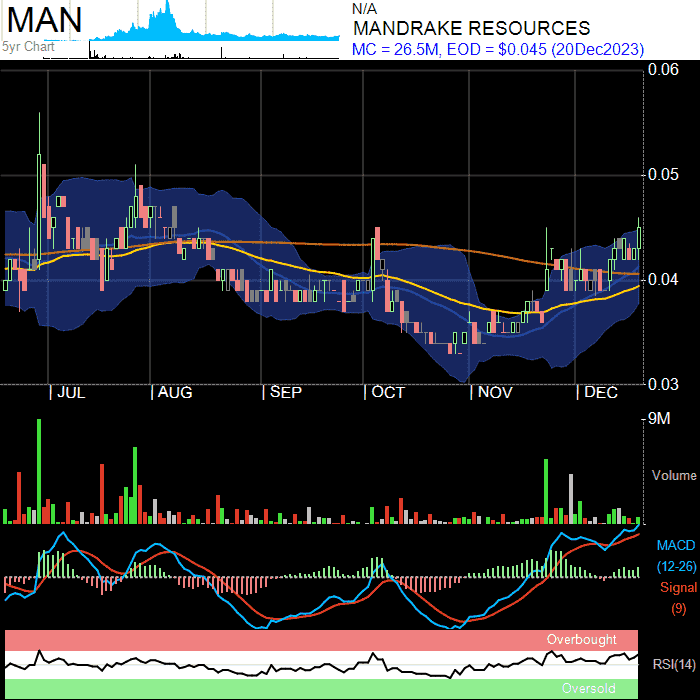 MAN
5yr Chart
N/A
MANDRAKE RESOURCES
MC = 26.5M, EOD = $0.045 (20Dec2023)
0.06
0.05
0.04
0.03
JUL
AUG
SEP
OCT
NOV
DEC
9M
Volume
MACD
(12-26)
Signal
(9)
Overbought
RSI(14)
Oversold